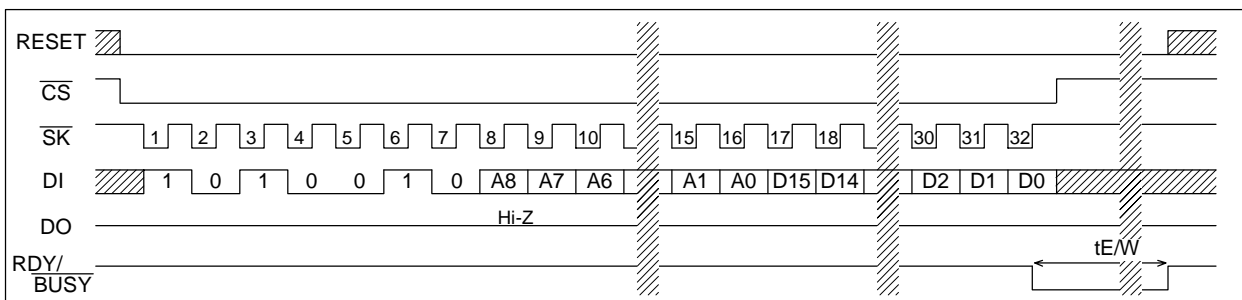 RESET
CS
SK 1 2 3 4 5 6 7 8 9 10 15 16 17 18 30 31 32
DI 1 0 1 0 0 1 0 A8 A7 A6 A1 A0 D15 D14 D2 D1 D0
Hi-Z
DO
tE/W
RDY/
BUSY